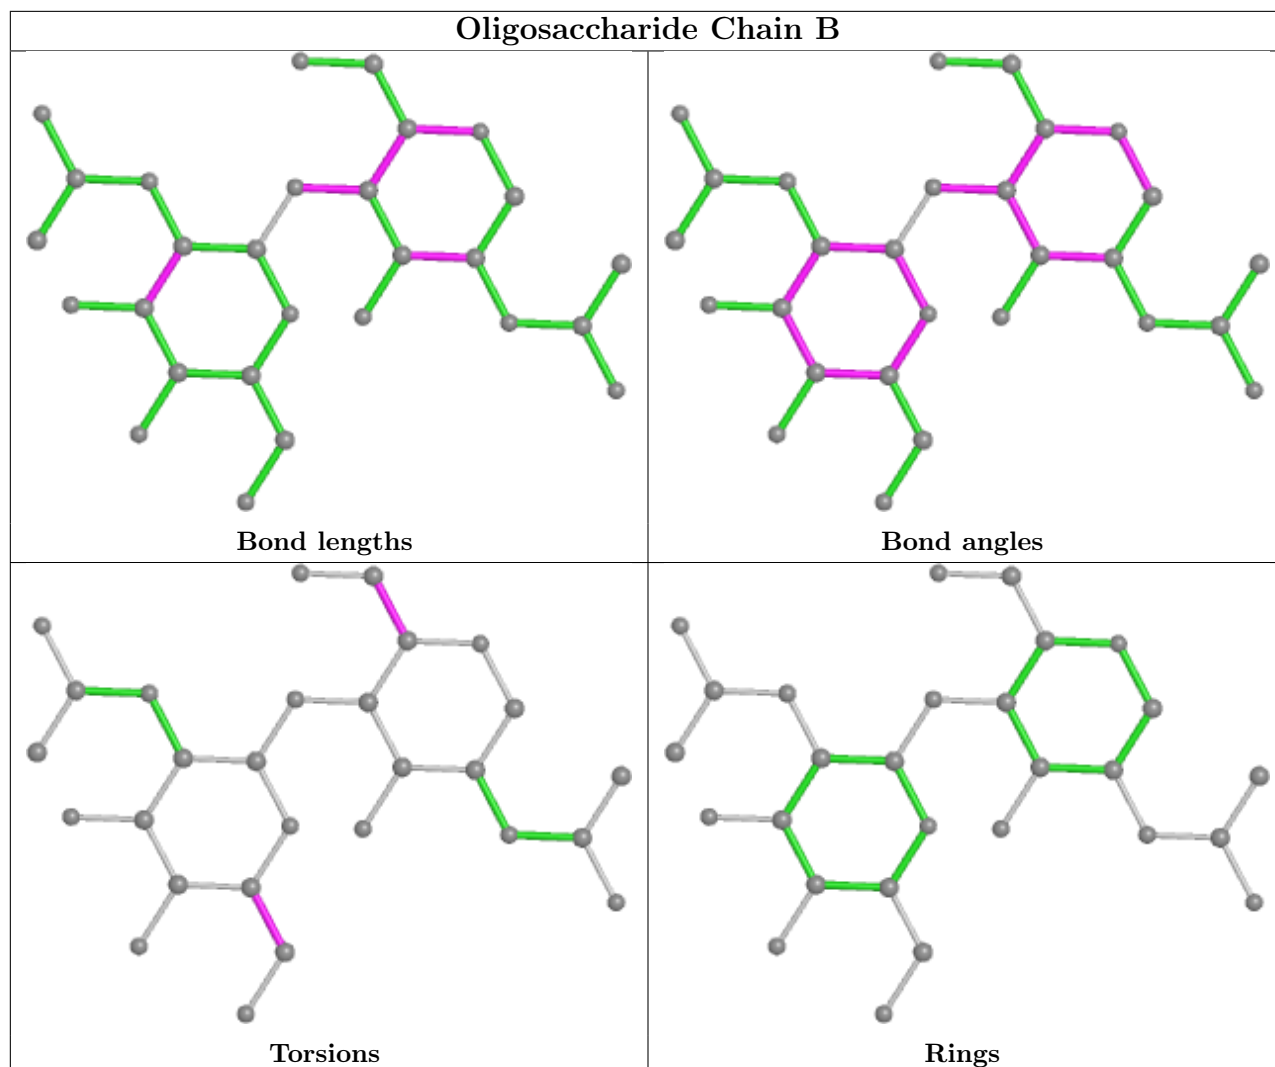 Oligosaccharide Chain B
Bond lengths
Bond angles
Torsions
Rings